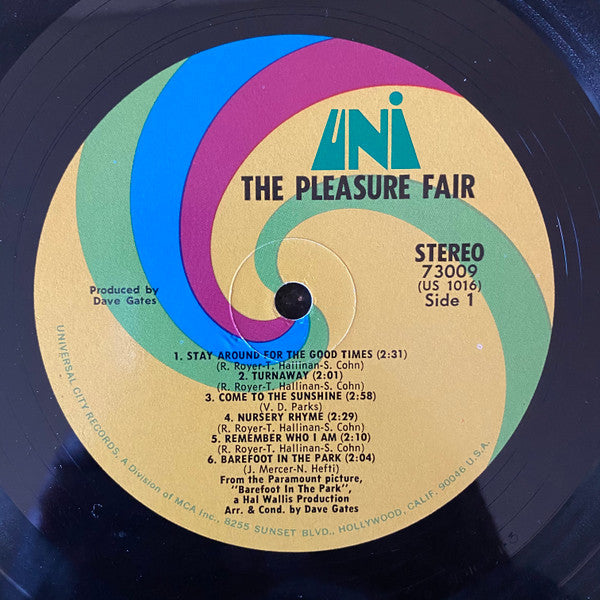 UNI
THE PLEASURE FAIR
STEREO
73009
(US 1016)
Side 1
Produced by
Dave Gates
1. STAY AROUND FOR THE GOOD TIMES (2:31)
(R. Royer-T. Haiiinan-S. Cohn)
2. TURNAWAY (2:01)
(R. Royer-T. Hallinan-S. Cohn)
3. COME TO THE SUNSHINE (2:58)
(V. D. Parks)
4. NURSERY RHYME (2:29)
(R. Royer-T. Hallinan-S. Cohn)
5. REMEMBER WHO I AM (2:10)
(R. Royer-T. Hallinan-S. Cohn)
6. BAREFOOT IN THE PARK (2:04)
(J. Mercer-N. Hefti)
From the Paramount picture,
"Barefoot In The Park",
a Hal Wallis Production
Arr. & Cond. by Dave Gates
UNIVERSAL CITY RECORDS, A Division of MCA Inc., 8255 SUNSET BLVD., HOLLYWOOD, CALIF. 90046 U.S.A.